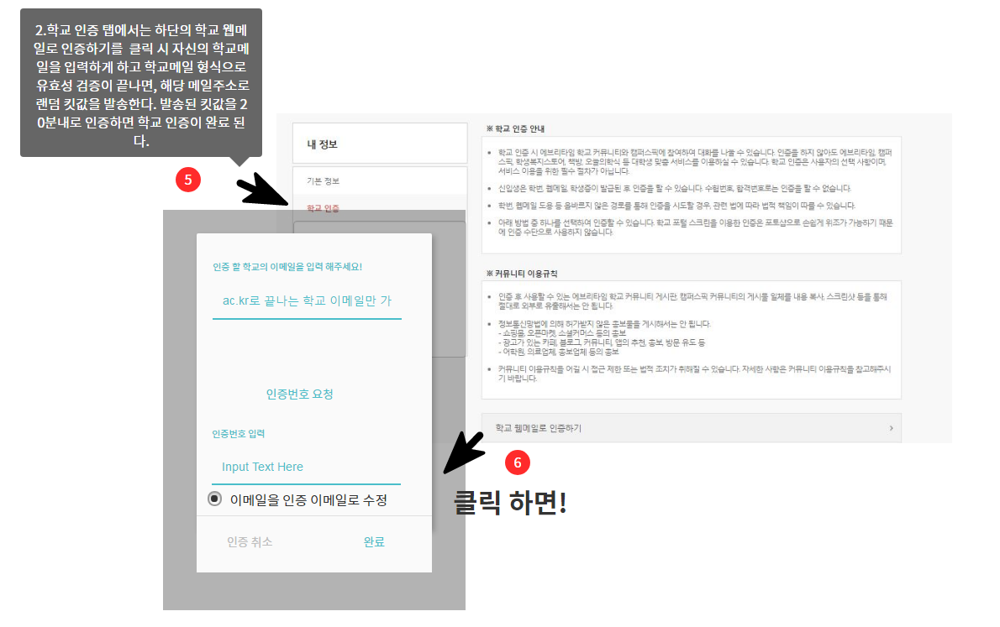 2.학교 인증 탭에서는 하단의 학교 웹메
일로 인증하기를 클릭 시 자신의 학교메
일을 입력하게 하고 학교메일 형식으로
유효성 검증이 끝나면, 해당 메일주소로
랜덤 킷값을 발송한다. 발송된 킷값을 2
0분내로 인증하면 학교 인증이 완료 된
다.
5
내 정보
기본 정보
학교 인증
인증 할 학교의 이메일을 입력 해주세요!
ac.kr로 끝나는 학교 이메일만 가
인증번호 요청
인증번호 입력
Input Text Here
이메일을 인증 이메일로 수정
인증 취소
완료
※ 학교 인증 안내
• 학교 인증 시 에브리타임 학교 커뮤니티와 캠퍼스픽에 참여하여 대화를 나눌 수 있습니다. 인증을 하지 않아도 에브리타임, 캠퍼
스픽, 학생복지스토어, 책방, 오늘의학식 등 대학생 맞춤 서비스를 이용하실 수 있습니다. 학교 인증은 사용자의 선택 사항이며,
서비스 이용을 위한 필수 절차가 아닙니다.
• 신입생은 학번, 웹메일, 학생증이 발급된 후 인증을 할 수 있습니다. 수험번호, 합격번호로는 인증을 할 수 없습니다.
• 학번, 웹메일 도용 등 올바르지 않은 경로를 통해 인증을 시도할 경우, 관련 법에 따라 법적 책임이 따를 수 있습니다.
• 아래 방법 중 하나를 선택하여 인증할 수 있습니다. 학교 포털 스크린을 이용한 인증은 포토샵으로 손쉽게 위조가 가능하기 때문
에 인증 수단으로 사용하지 않습니다.
※ 커뮤니티 이용규칙
• 인증 후 사용할 수 있는 에브리타임 학교 커뮤니티 게시판, 캠퍼스픽 커뮤니티의 게시물 일체를 내용 복사, 스크린샷 등을 통해
절대로 외부로 유출해서는 안 됩니다.
• 정보통신망법에 의해 허가받지 않은 홍보물을 게시해서는 안 됩니다.
- 쇼핑몰, 오픈마켓, 소셜커머스 등의 홍보
- 광고가 있는 카페, 블로그, 커뮤니티, 앱의 추천, 홍보, 방문 유도 등
- 어학원, 의료업체, 홍보업체 등의 홍보
• 커뮤니티 이용규칙을 어길 시 접근 제한 또는 법적 조치가 취해질 수 있습니다. 자세한 사항은 커뮤니티 이용규칙을 참고해주시
기 바랍니다.
학교 웹메일로 인증하기
6
클릭 하면!